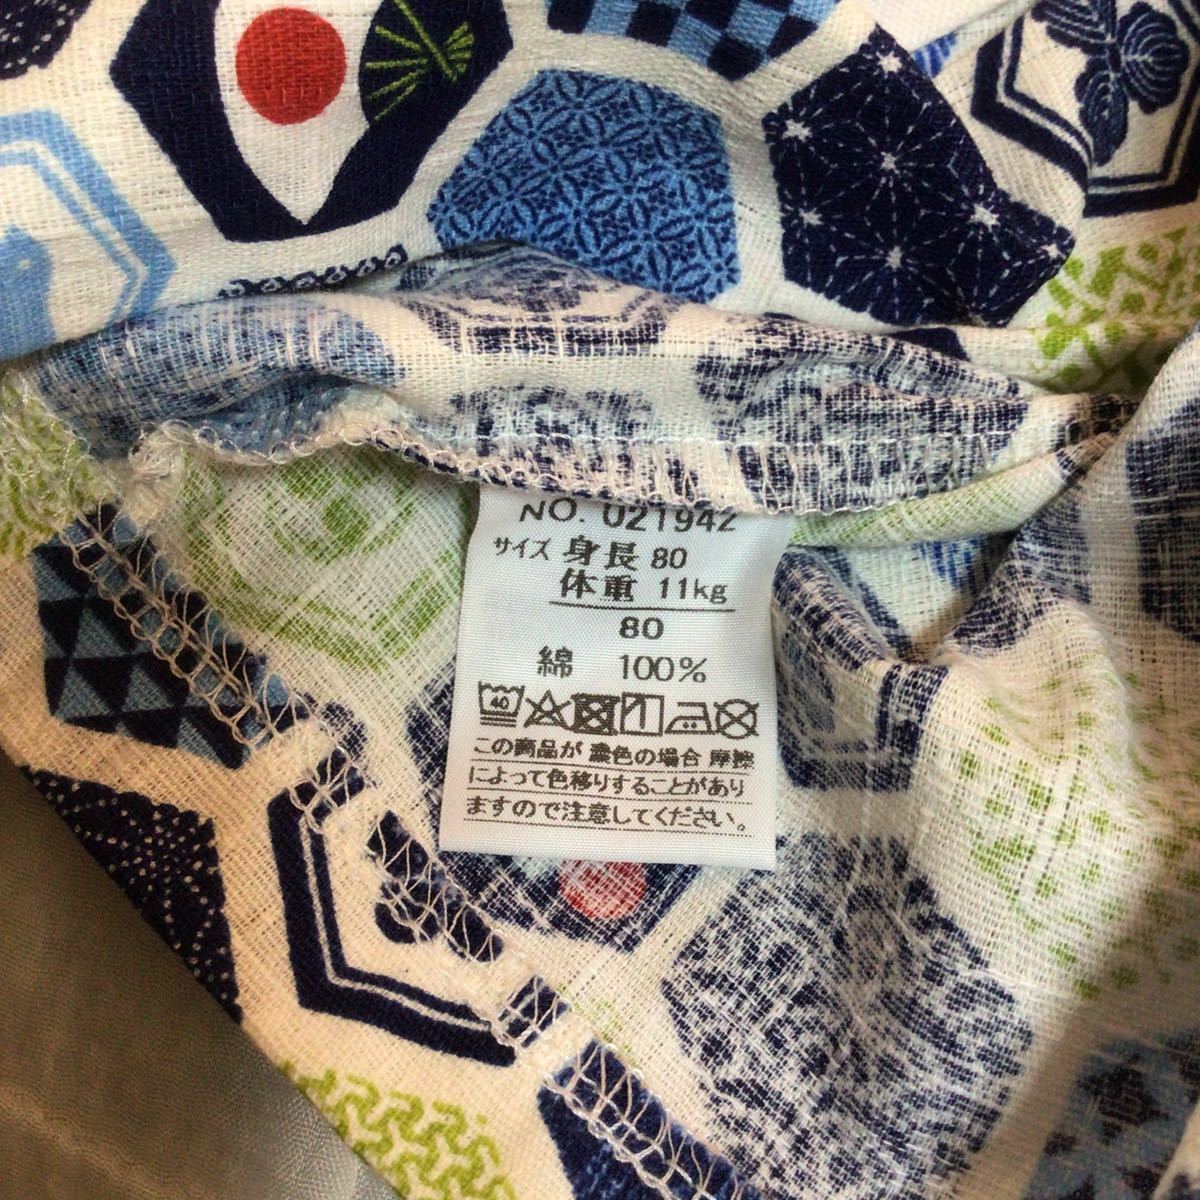 NO. 021942
サイズ 身長 80
体重 11kg
80
綿 100%
40
この商品が 濃色の場合 摩擦
によって色移りすることがあり
ますので注意してください。